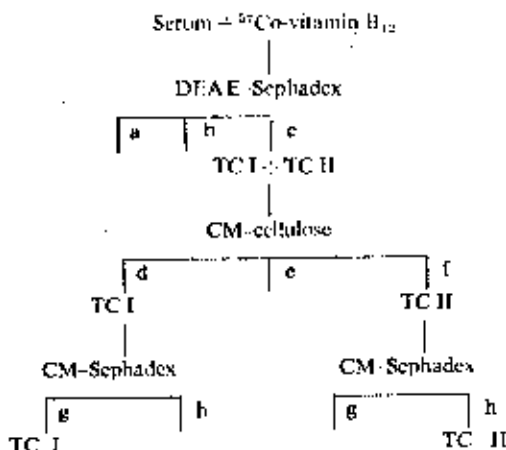 Serum + ⁵⁷Co-vitamin B₁₂
DEAE-Sephadex
a b c
TC I + TC II
CM-cellulose
d e f
TC I TC II
CM-Sephadex CM-Sephadex
g h g h
TC I TC II